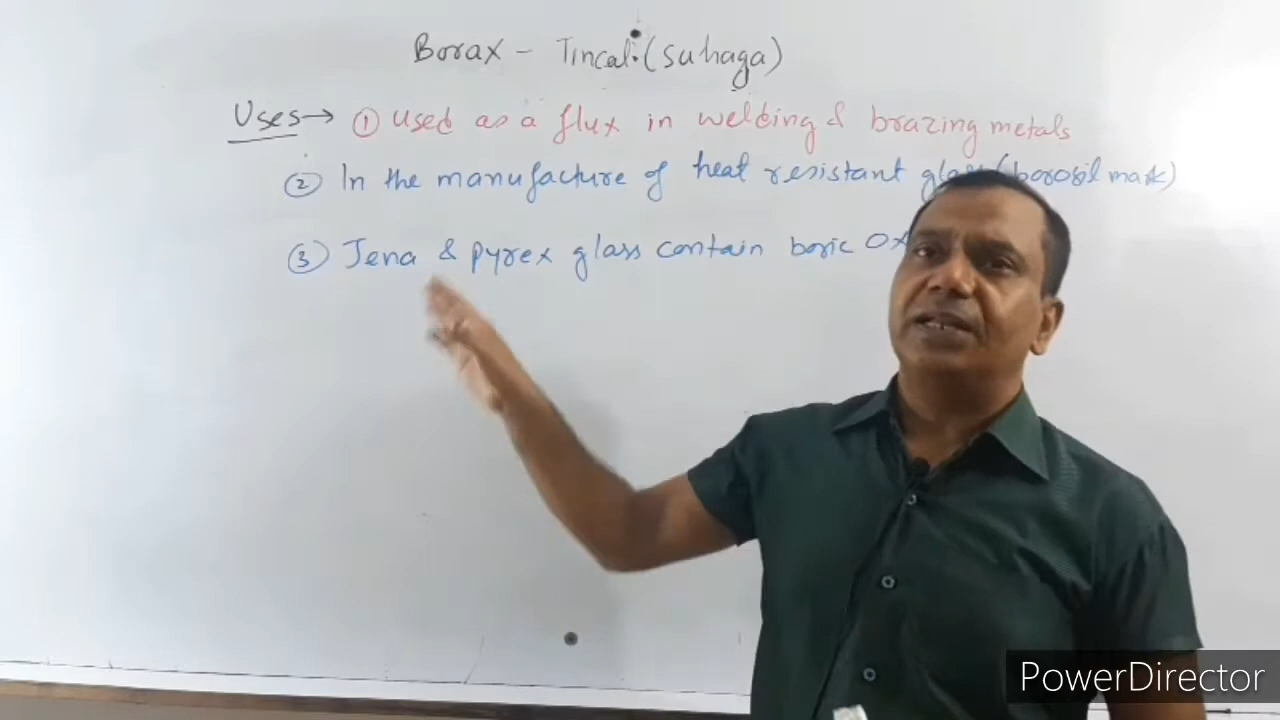 Borax - Tincal (Suhaga)
Uses → ① Used as a flux in welding & brazing metals
② In the manufacture of heat resistant glass (borosil mark)
③ Jena & pyrex glass contain boric
PowerDirector